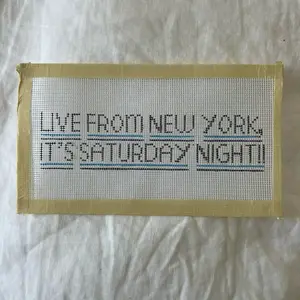 LIVE FROM NEW YORK,
IT'S SATURDAY NIGHT!!